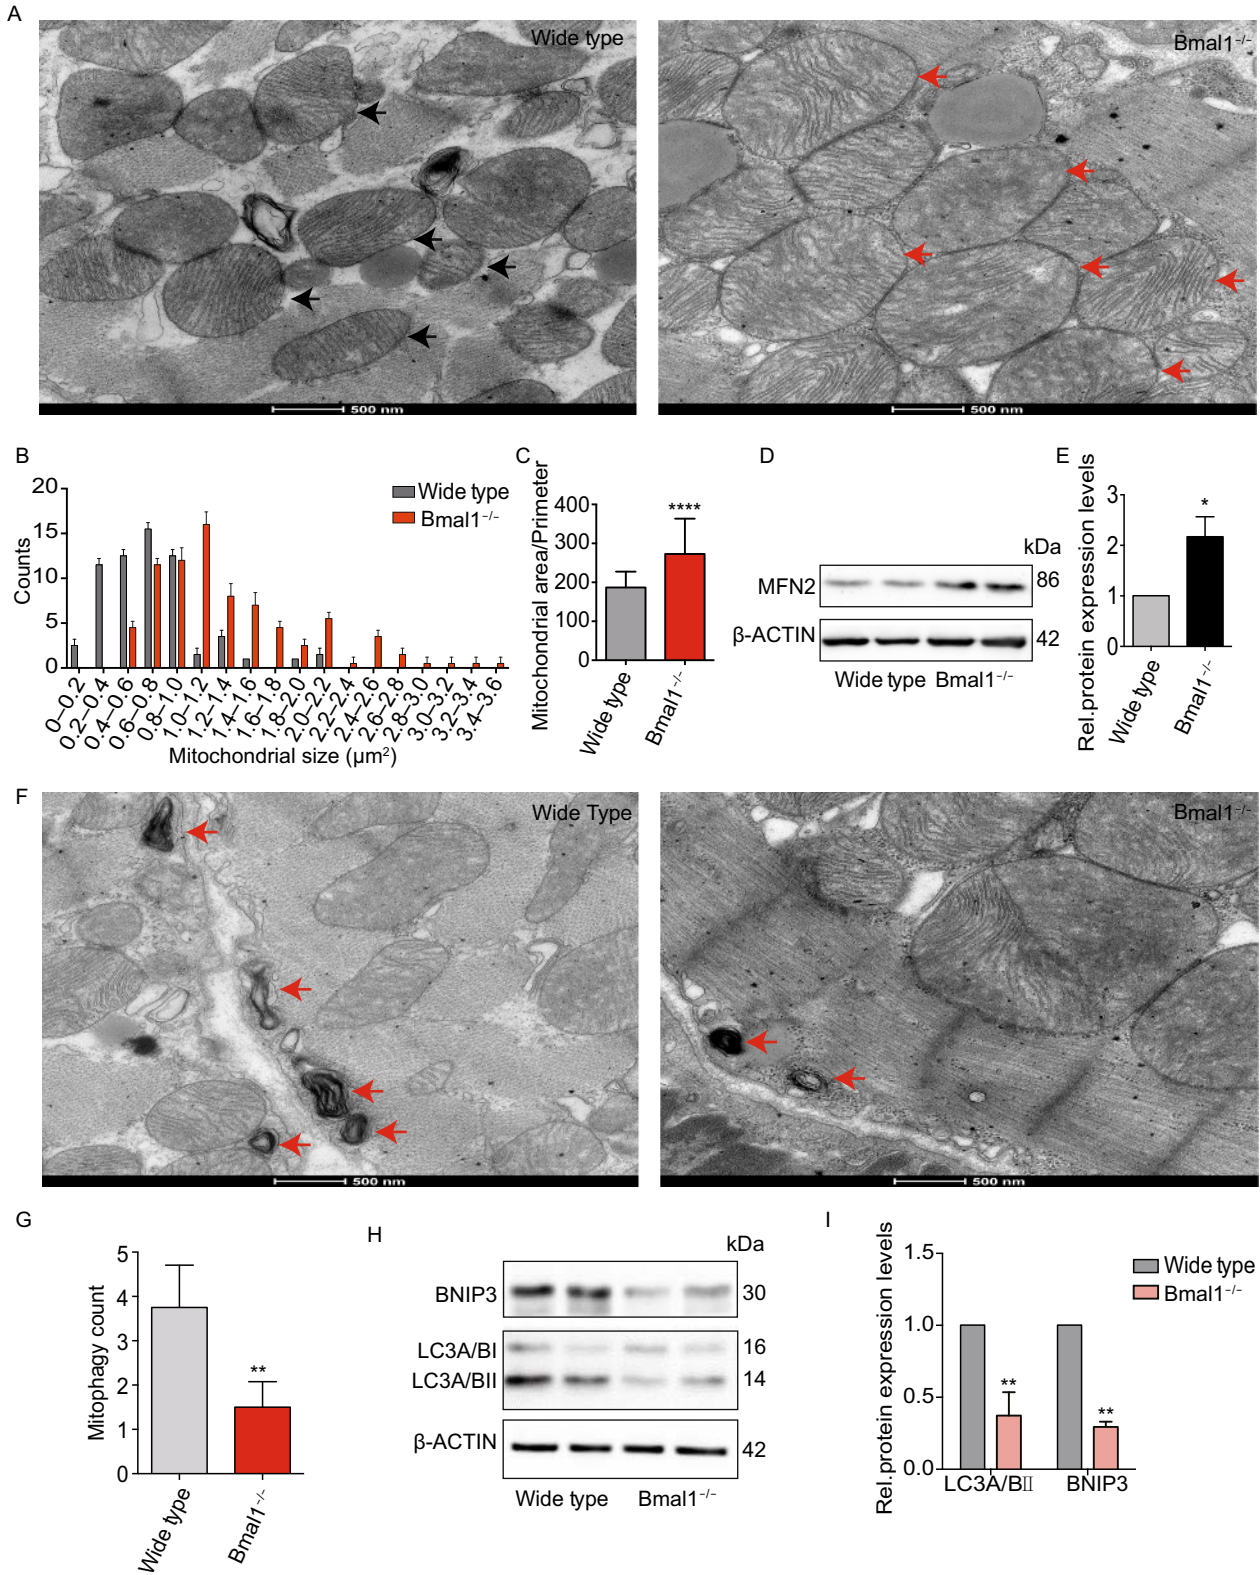 A
Wide type
Bmal1⁻/⁻
500 nm
500 nm
B
Counts
20
15
10
5
0
Wide type
Bmal1⁻/⁻
0–0.2
0.2–0.4
0.4–0.6
0.6–0.8
0.8–1.0
1.0–1.2
1.2–1.4
1.4–1.6
1.6–1.8
1.8–2.0
2.0–2.2
2.2–2.4
2.4–2.6
2.6–2.8
2.8–3.0
3.0–3.2
3.2–3.4
3.4–3.6
Mitochondrial size (µm²)
C
Mitochondrial area/Primeter
400
300
200
100
0
****
Wide type
Bmal1⁻/⁻
D
kDa
MFN2
86
β-ACTIN
42
Wide type Bmal1⁻/⁻
E
Rel.protein expression levels
3
2
1
0
*
Wide type
Bmal1⁻/⁻
F
Wide Type
Bmal1⁻/⁻
500 nm
500 nm
G
Mitophagy count
5
4
3
2
1
0
**
Wide type
Bmal1⁻/⁻
H
kDa
BNIP3
30
LC3A/BI
16
LC3A/BII
14
β-ACTIN
42
Wide type Bmal1⁻/⁻
I
Rel.protein expression levels
1.5
1.0
0.5
0.0
**
**
LC3A/BⅡ
BNIP3
Wide type
Bmal1⁻/⁻